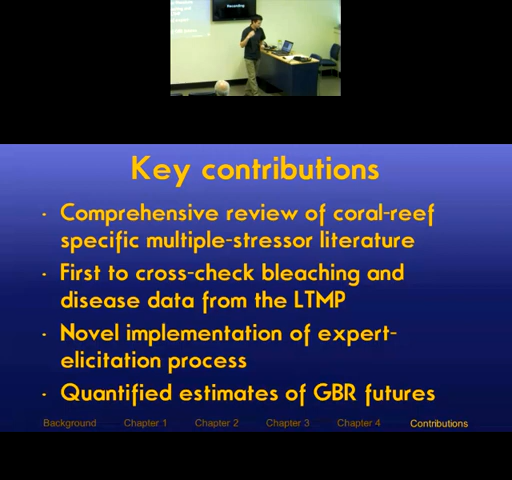 Recording
Key contributions
• Comprehensive review of coral-reef
specific multiple-stressor literature
• First to cross-check bleaching and
disease data from the LTMP
• Novel implementation of expert-
elicitation process
• Quantified estimates of GBR futures
Background Chapter 1 Chapter 2 Chapter 3 Chapter 4 Contributions